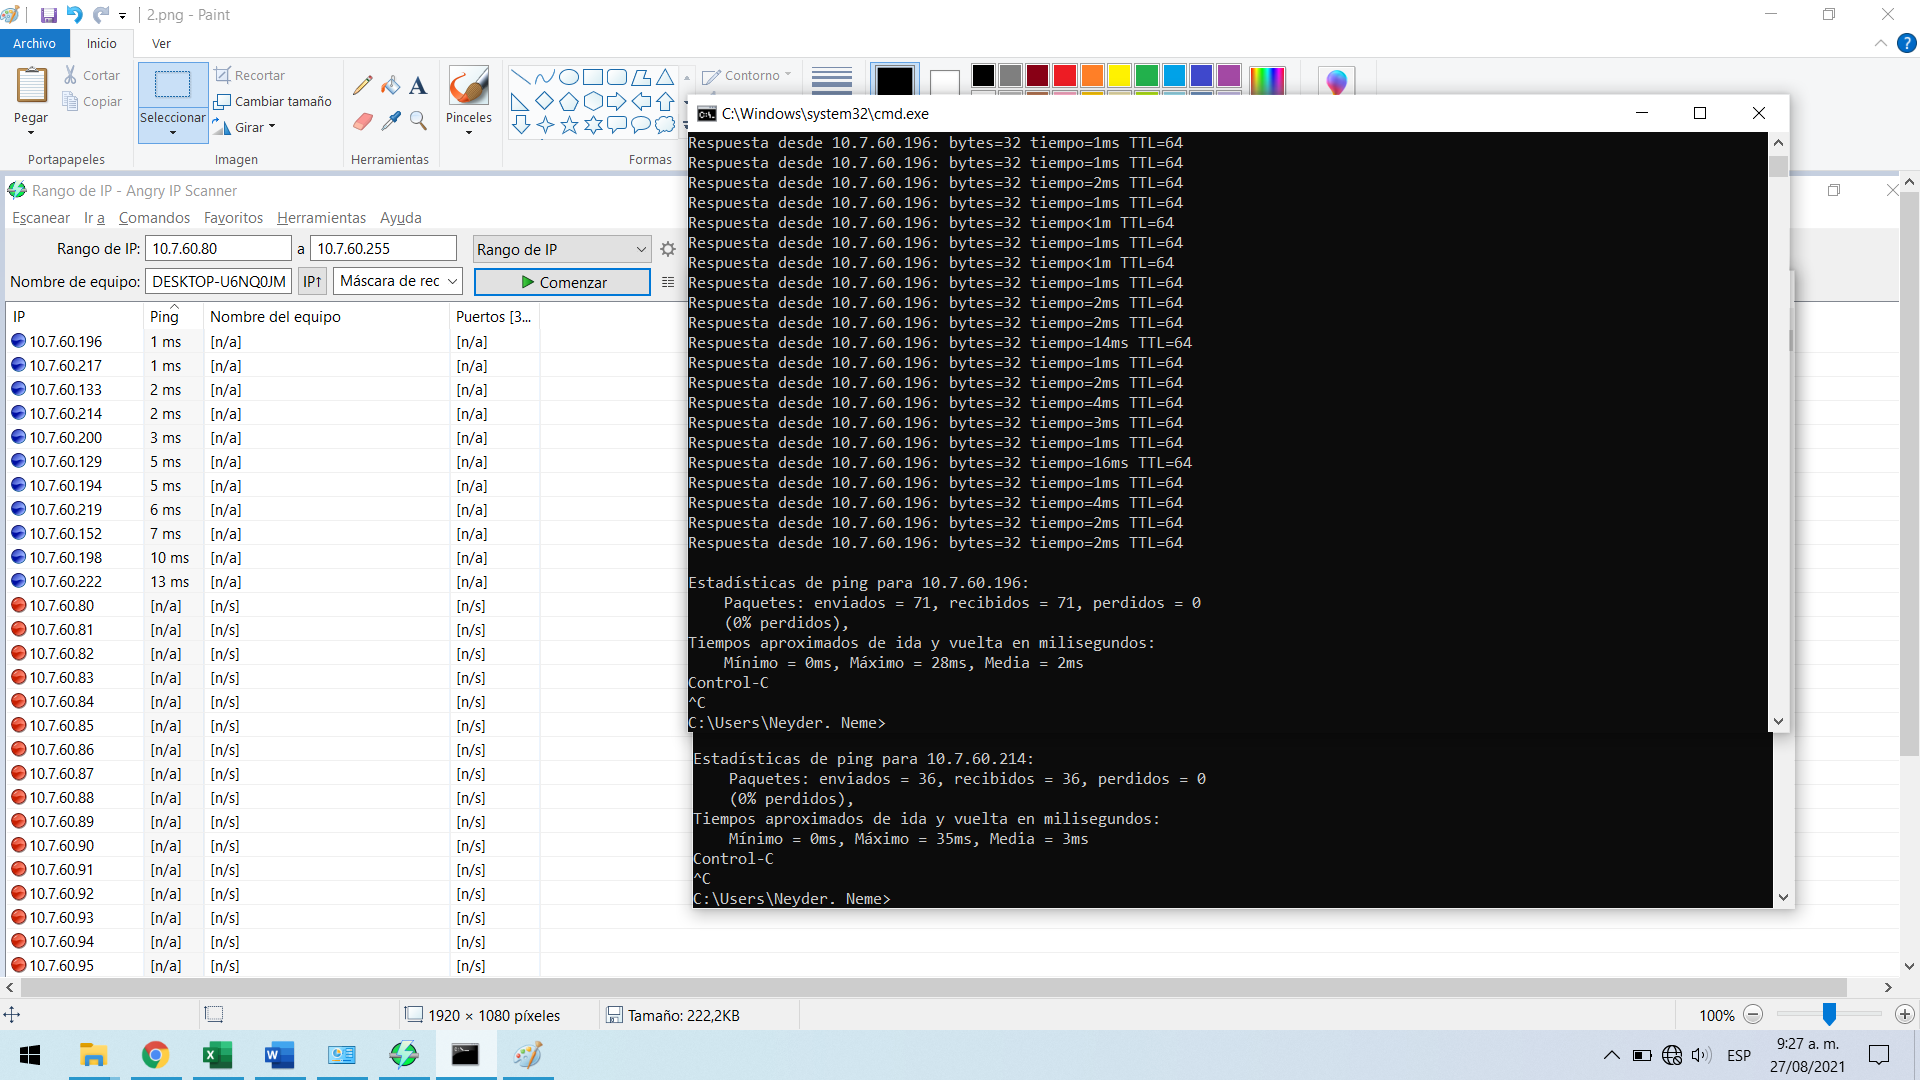 2.png - Paint
Archivo
Inicio
Ver
Pegar
Cortar
Copiar
Portapapeles
Seleccionar
Recortar
Cambiar tamaño
Girar
Imagen
Herramientas
Pinceles
Formas
Contorno
C:\Windows\system32\cmd.exe
Respuesta desde 10.7.60.196: bytes=32 tiempo=1ms TTL=64
Respuesta desde 10.7.60.196: bytes=32 tiempo=1ms TTL=64
Respuesta desde 10.7.60.196: bytes=32 tiempo=2ms TTL=64
Respuesta desde 10.7.60.196: bytes=32 tiempo=1ms TTL=64
Respuesta desde 10.7.60.196: bytes=32 tiempo<1m TTL=64
Respuesta desde 10.7.60.196: bytes=32 tiempo=1ms TTL=64
Respuesta desde 10.7.60.196: bytes=32 tiempo<1m TTL=64
Respuesta desde 10.7.60.196: bytes=32 tiempo=1ms TTL=64
Respuesta desde 10.7.60.196: bytes=32 tiempo=2ms TTL=64
Respuesta desde 10.7.60.196: bytes=32 tiempo=2ms TTL=64
Respuesta desde 10.7.60.196: bytes=32 tiempo=14ms TTL=64
Respuesta desde 10.7.60.196: bytes=32 tiempo=1ms TTL=64
Respuesta desde 10.7.60.196: bytes=32 tiempo=2ms TTL=64
Respuesta desde 10.7.60.196: bytes=32 tiempo=4ms TTL=64
Respuesta desde 10.7.60.196: bytes=32 tiempo=3ms TTL=64
Respuesta desde 10.7.60.196: bytes=32 tiempo=1ms TTL=64
Respuesta desde 10.7.60.196: bytes=32 tiempo=16ms TTL=64
Respuesta desde 10.7.60.196: bytes=32 tiempo=1ms TTL=64
Respuesta desde 10.7.60.196: bytes=32 tiempo=4ms TTL=64
Respuesta desde 10.7.60.196: bytes=32 tiempo=2ms TTL=64
Respuesta desde 10.7.60.196: bytes=32 tiempo=2ms TTL=64
Estadísticas de ping para 10.7.60.196:
Paquetes: enviados = 71, recibidos = 71, perdidos = 0
(0% perdidos),
Tiempos aproximados de ida y vuelta en milisegundos:
Mínimo = 0ms, Máximo = 28ms, Media = 2ms
Control-C
^C
C:\Users\Neyder. Neme>
Estadísticas de ping para 10.7.60.214:
Paquetes: enviados = 36, recibidos = 36, perdidos = 0
(0% perdidos),
Tiempos aproximados de ida y vuelta en milisegundos:
Mínimo = 0ms, Máximo = 35ms, Media = 3ms
Control-C
^C
C:\Users\Neyder. Neme>
Rango de IP - Angry IP Scanner
Escanear Ir a Comandos Favoritos Herramientas Ayuda
Rango de IP: 10.7.60.80 a 10.7.60.255 Rango de IP
Nombre de equipo: DESKTOP-U6NQ0JM IP↑ Máscara de rec Comenzar
IP Ping Nombre del equipo Puertos [3...
10.7.60.196 1 ms [n/a] [n/a]
10.7.60.217 1 ms [n/a] [n/a]
10.7.60.133 2 ms [n/a] [n/a]
10.7.60.214 2 ms [n/a] [n/a]
10.7.60.200 3 ms [n/a] [n/a]
10.7.60.129 5 ms [n/a] [n/a]
10.7.60.194 5 ms [n/a] [n/a]
10.7.60.219 6 ms [n/a] [n/a]
10.7.60.152 7 ms [n/a] [n/a]
10.7.60.198 10 ms [n/a] [n/a]
10.7.60.222 13 ms [n/a] [n/a]
10.7.60.80 [n/a] [n/s] [n/s]
10.7.60.81 [n/a] [n/s] [n/s]
10.7.60.82 [n/a] [n/s] [n/s]
10.7.60.83 [n/a] [n/s] [n/s]
10.7.60.84 [n/a] [n/s] [n/s]
10.7.60.85 [n/a] [n/s] [n/s]
10.7.60.86 [n/a] [n/s] [n/s]
10.7.60.87 [n/a] [n/s] [n/s]
10.7.60.88 [n/a] [n/s] [n/s]
10.7.60.89 [n/a] [n/s] [n/s]
10.7.60.90 [n/a] [n/s] [n/s]
10.7.60.91 [n/a] [n/s] [n/s]
10.7.60.92 [n/a] [n/s] [n/s]
10.7.60.93 [n/a] [n/s] [n/s]
10.7.60.94 [n/a] [n/s] [n/s]
10.7.60.95 [n/a] [n/s] [n/s]
1920 × 1080 píxeles
Tamaño: 222,2KB
100%
ESP
9:27 a. m.
27/08/2021